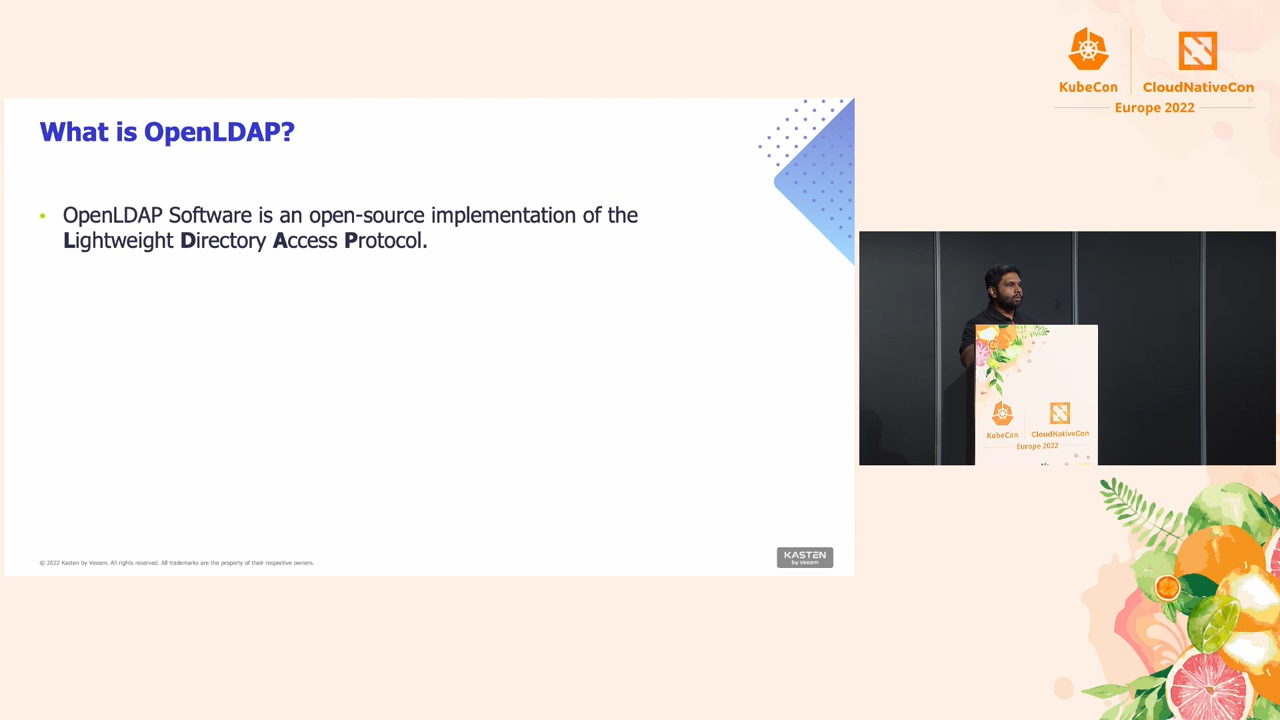 KubeCon
CloudNativeCon
Europe 2022
What is OpenLDAP?
• OpenLDAP Software is an open-source implementation of the
Lightweight Directory Access Protocol.
© 2022 Kasten by Veeam. All rights reserved. All trademarks are the property of their respective owners.
KASTEN
by Veeam
KubeCon
CloudNativeCon
Europe 2022